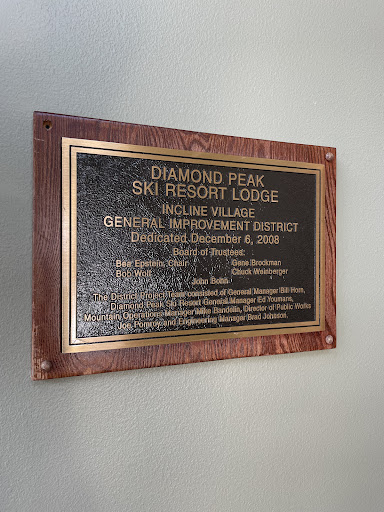 DIAMOND PEAK
SKI RESORT LODGE
INCLINE VILLAGE
GENERAL IMPROVEMENT DISTRICT
Dedicated December 6, 2008
Board of Trustees:
Bea Epstein, Chair Gene Brockman
Bob Wolf Chuck Weinberger
John Bohn
The District Project Team consisted of General Manager Bill Horn,
Diamond Peak Ski Resort General Manager Ed Youmans,
Mountain Operations Manager Mike Bandelin, Director of Public Works
Joe Pomroy and Engineering Manager Brad Johnson.